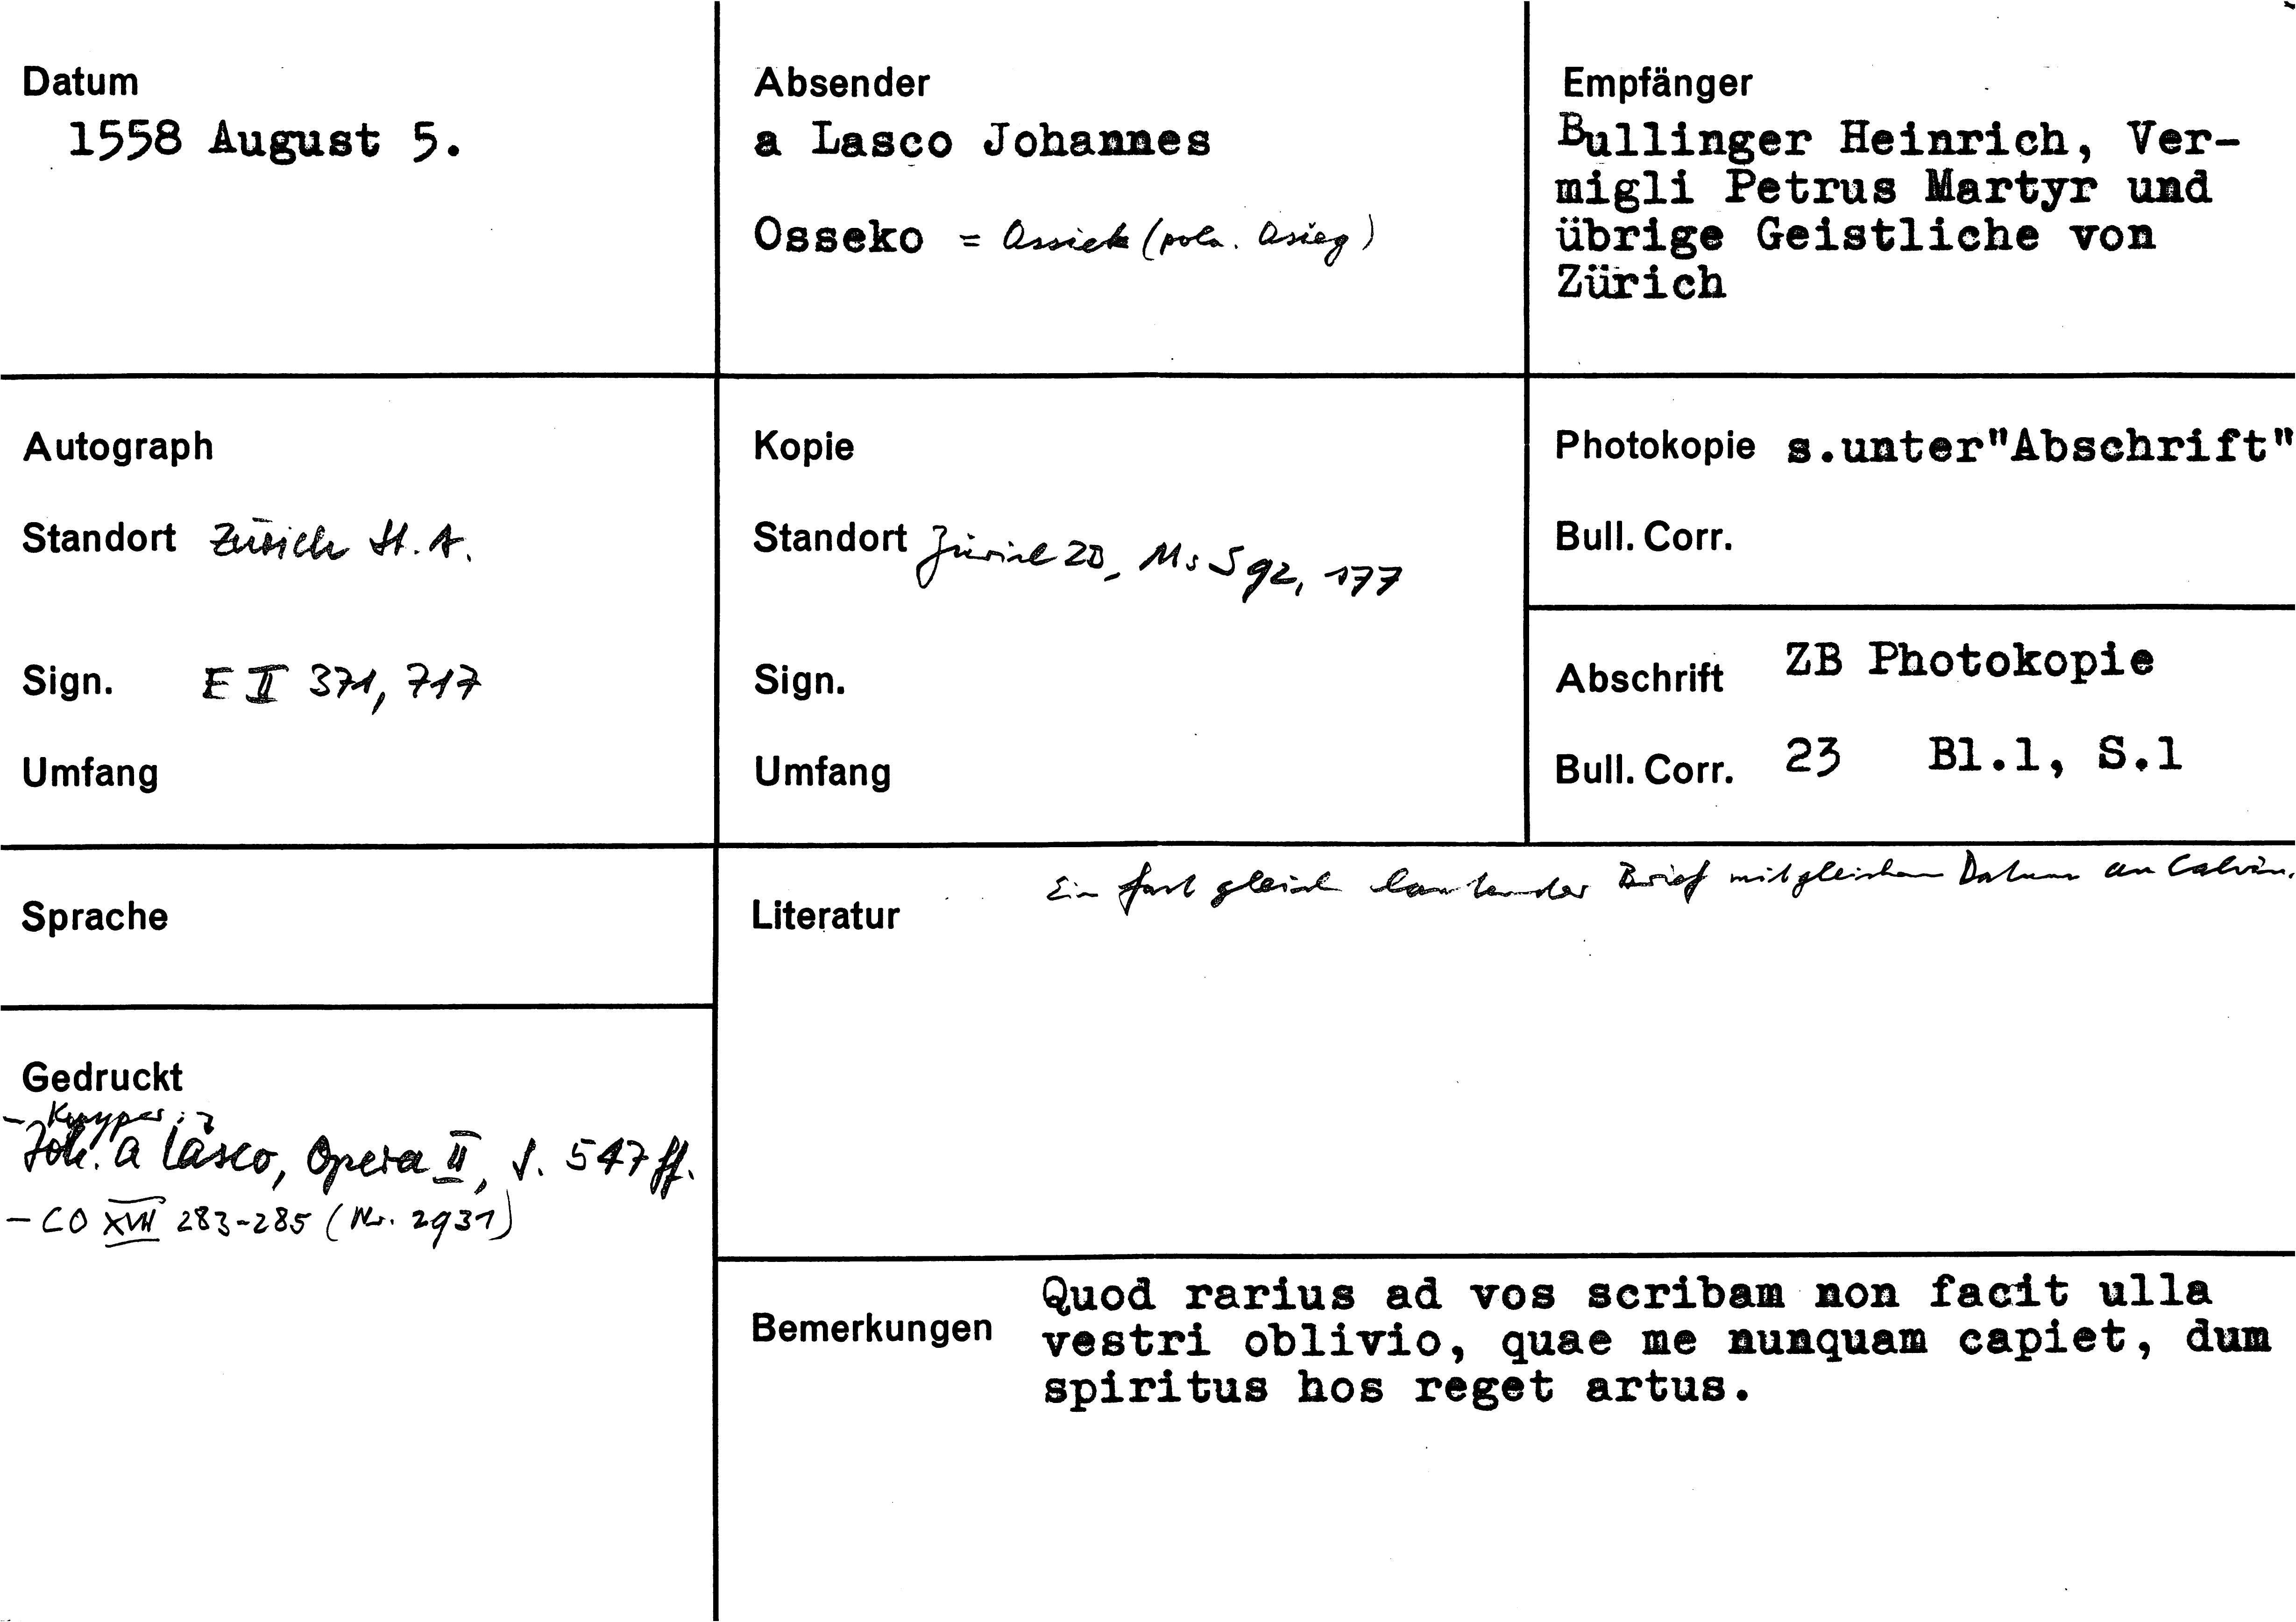 Datum
1558 August 5.
Absender
a Lasco Johannes
Osseko = Ossiek (poln. Osieg)
Empfänger
Bullinger Heinrich, Ver-
migli Petrus Martyr und
übrige Geistliche von
Zürich
Autograph
Standort Zürich St. A.
Sign. E II 371, 717
Umfang
Kopie
Standort Zürich ZB, Ms S 92, 177
Sign.
Umfang
Photokopie s.unter"Abschrift"
Bull. Corr.
Abschrift ZB Photokopie
Bull. Corr. 23 Bl.1, S.1
Sprache
Literatur Ein fast gleich lautender Brief mit gleichem Datum an Calvin.
Gedruckt
- Kuyper:
Joh. a Lasco, Opera II, S. 547 ff.
- CO XVII 283-285 (Nr. 2931)
Bemerkungen
Quod rarius ad vos scribam non facit ulla
vestri oblivio, quae me nunquam capiet, dum
spiritus hos reget artus.